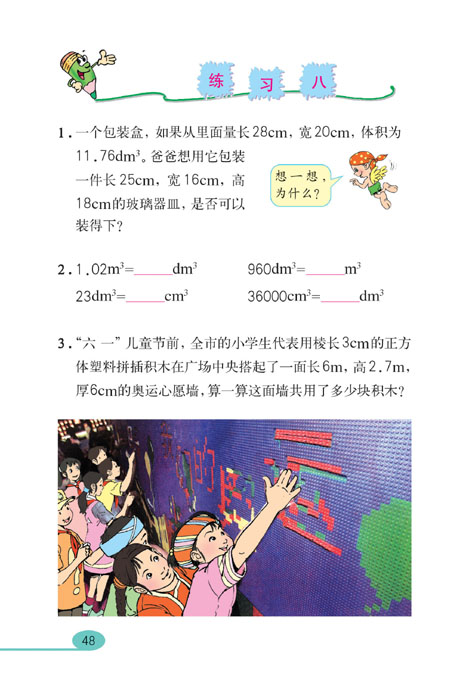 练 习 八
1. 一个包装盒，如果从里面量长28cm，宽20cm，体积为
11.76dm³。爸爸想用它包装
一件长25cm，宽16cm，高
18cm的玻璃器皿，是否可以
装得下？
想一想，
为什么？
2. 1.02m³=______dm³ 960dm³=______m³
23dm³=______cm³ 36000cm³=______dm³
3. “六一”儿童节前，全市的小学生代表用棱长3cm的正方
体塑料拼插积木在广场中央搭起了一面长6m，高2.7m，
厚6cm的奥运心愿墙，算一算这面墙共用了多少块积木？
48